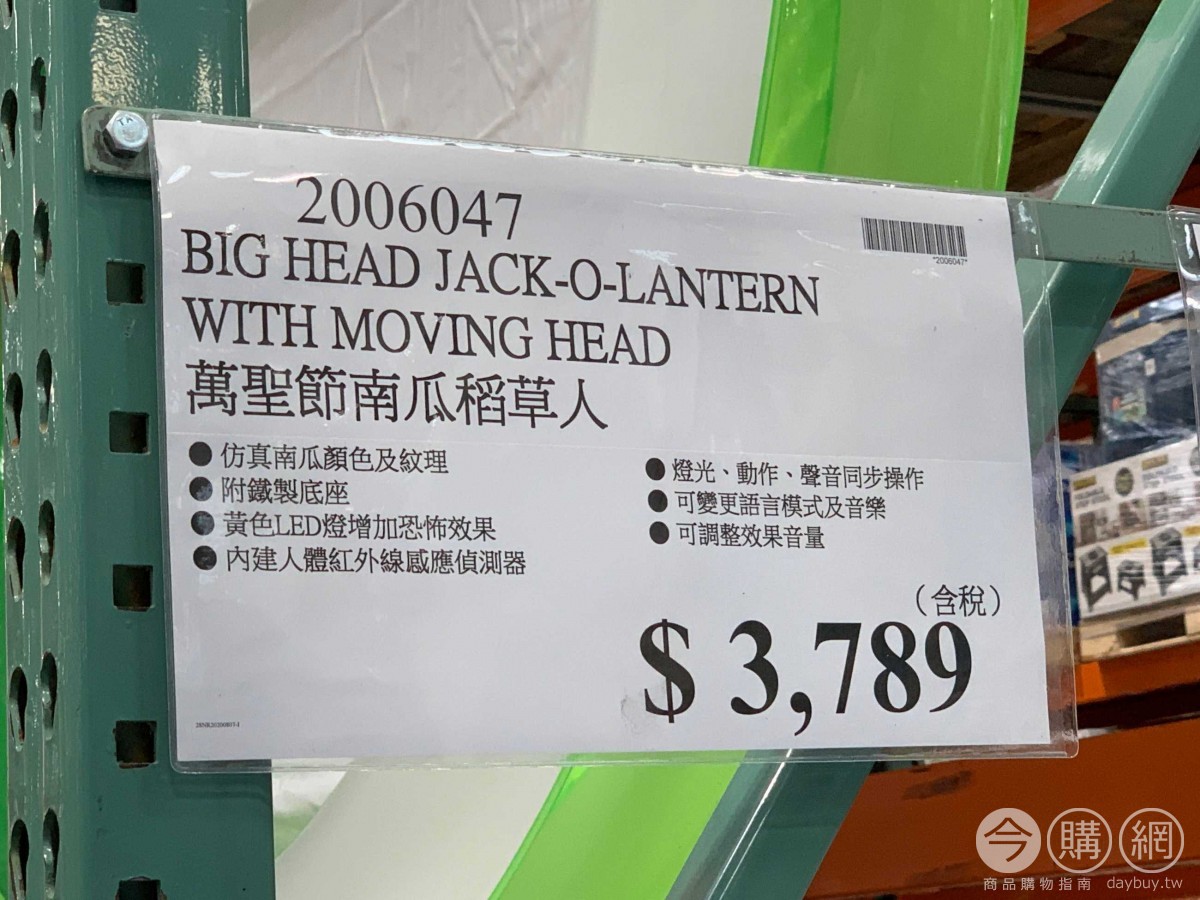 2006047
BIG HEAD JACK-O-LANTERN
WITH MOVING HEAD
萬聖節南瓜稻草人
*2006047*
● 仿真南瓜顏色及紋理
● 附鐵製底座
● 黃色LED燈增加恐怖效果
● 內建人體紅外線感應偵測器
● 燈光、動作、聲音同步操作
● 可變更語言模式及音樂
● 可調整效果音量
（含稅）
$ 3,789
今購網
商品購物指南 daybuy.tw